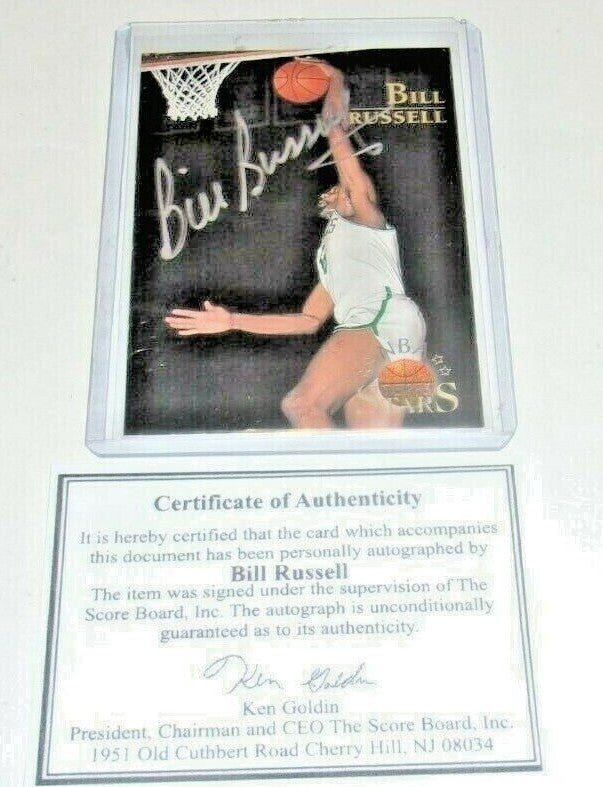 BILL
RUSSELL
Bill Russell
NBA
STARS
Certificate of Authenticity
It is hereby certified that the card which accompanies
this document has been personally autographed by
Bill Russell
The item was signed under the supervision of The
Score Board, Inc. The autograph is unconditionally
guaranteed as to its authenticity.
Ken Goldin
Ken Goldin
President, Chairman and CEO The Score Board, Inc.
1951 Old Cuthbert Road Cherry Hill, NJ 08034